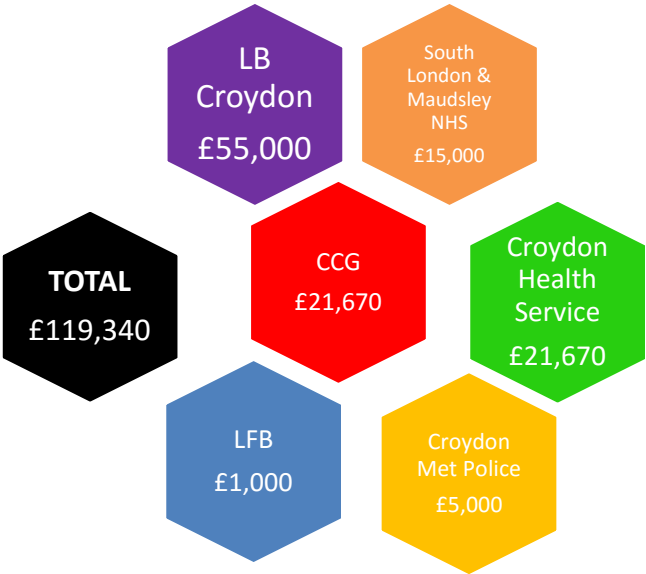 LB
Croydon
£55,000
South
London &
Maudsley
NHS
£15,000
TOTAL
£119,340
CCG
£21,670
Croydon
Health
Service
£21,670
LFB
£1,000
Croydon
Met Police
£5,000